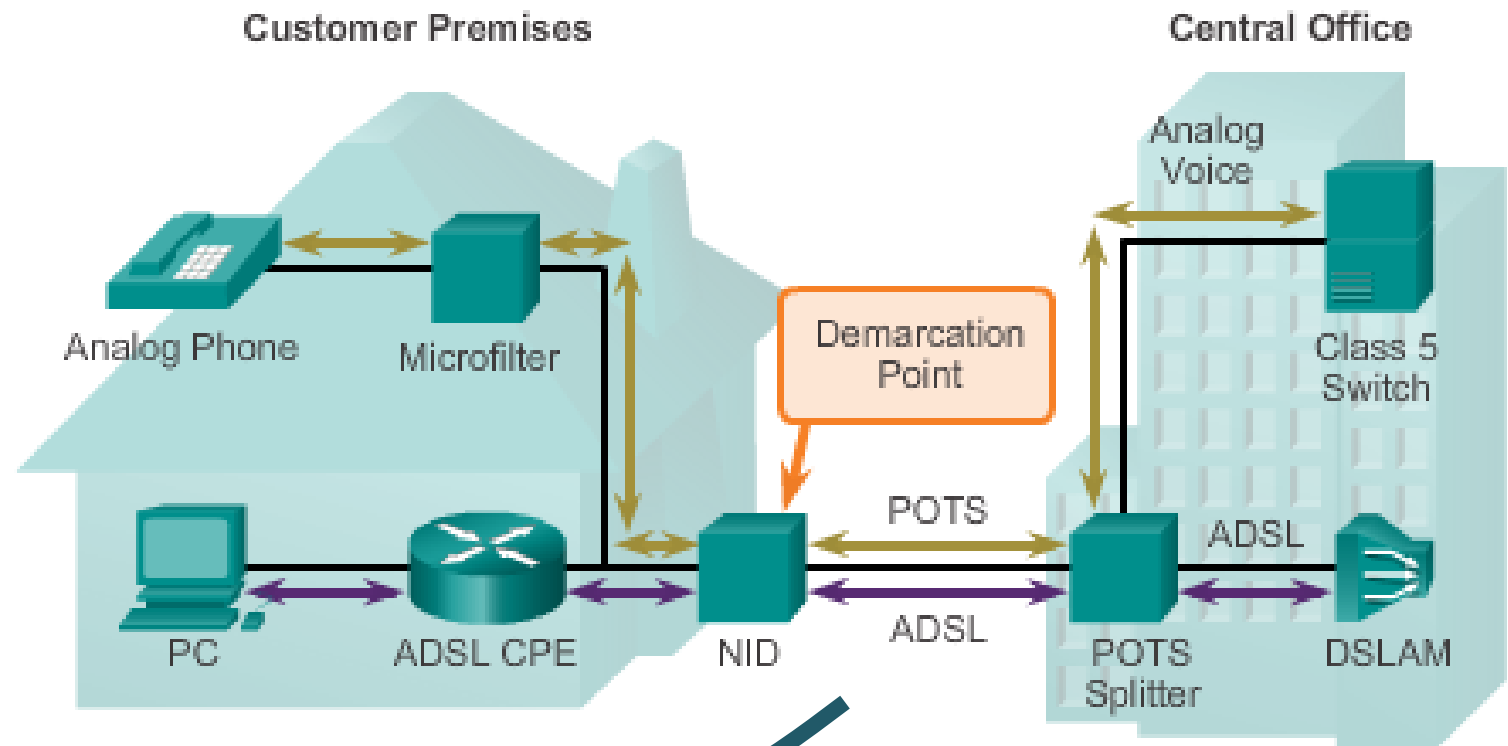 Customer Premises
Central Office
Analog
Voice
Analog Phone
Microfilter
Demarcation
Point
Class 5
Switch
POTS
ADSL
ADSL
PC
ADSL CPE
NID
POTS
Splitter
DSLAM